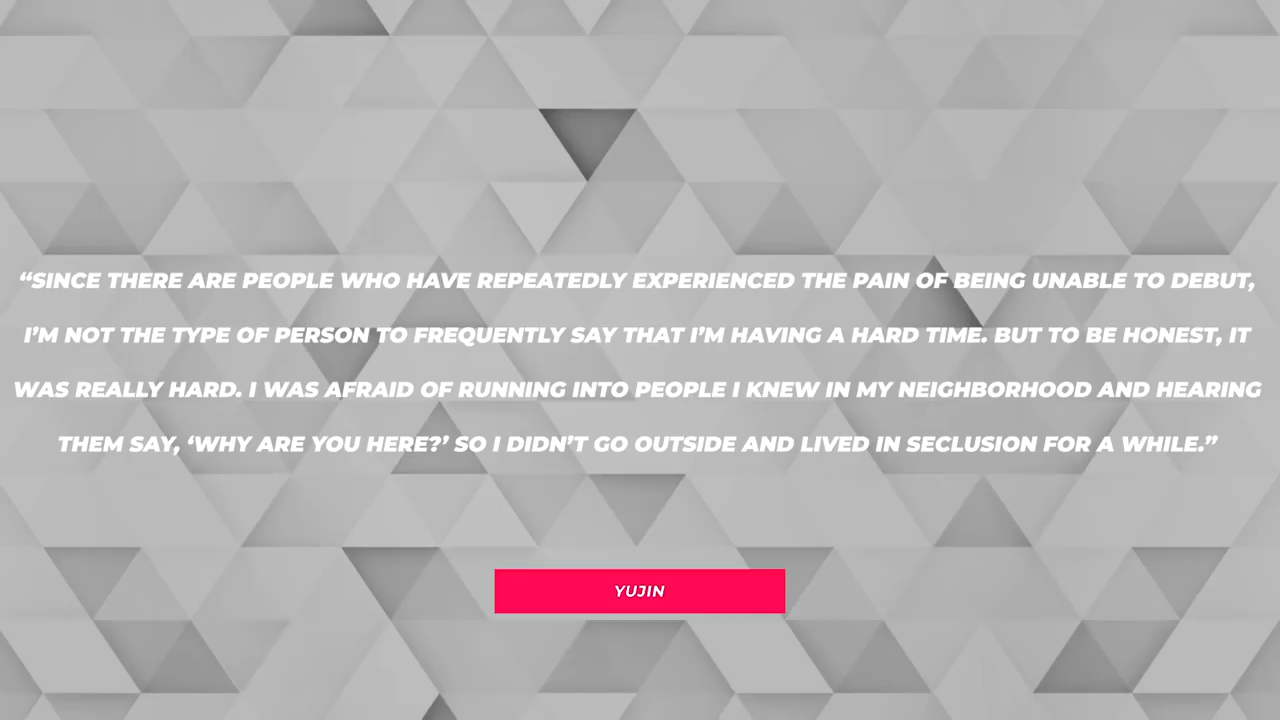 “SINCE THERE ARE PEOPLE WHO HAVE REPEATEDLY EXPERIENCED THE PAIN OF BEING UNABLE TO DEBUT,
I’M NOT THE TYPE OF PERSON TO FREQUENTLY SAY THAT I’M HAVING A HARD TIME. BUT TO BE HONEST, IT
WAS REALLY HARD. I WAS AFRAID OF RUNNING INTO PEOPLE I KNEW IN MY NEIGHBORHOOD AND HEARING
THEM SAY, ‘WHY ARE YOU HERE?’ SO I DIDN’T GO OUTSIDE AND LIVED IN SECLUSION FOR A WHILE.”
YUJIN